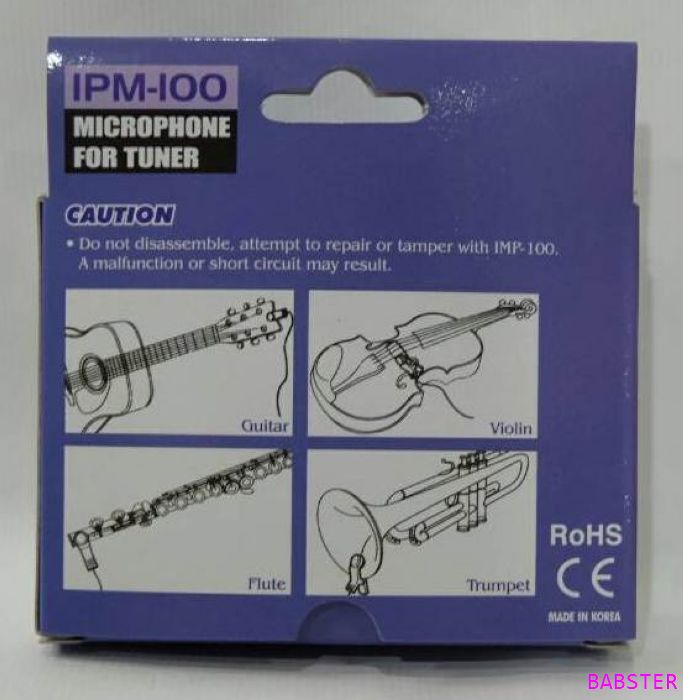 IPM-100
MICROPHONE
FOR TUNER
CAUTION
• Do not disassemble, attempt to repair or tamper with IMP-100.
A malfunction or short circuit may result.
Guitar
Violin
Flute
Trumpet
RoHS
CE
MADE IN KOREA
BABSTER